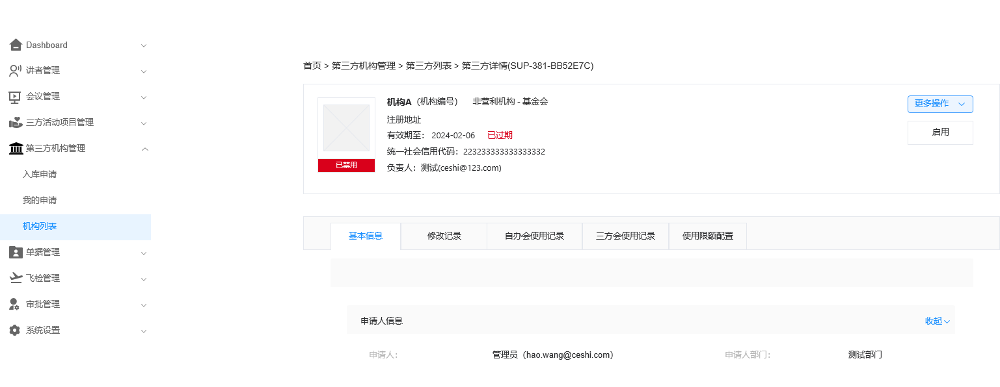 Dashboard
讲者管理
会议管理
三方活动项目管理
第三方机构管理
入库申请
我的申请
机构列表
单据管理
飞检管理
审批管理
系统设置
首页 > 第三方机构管理 > 第三方列表 > 第三方详情(SUP-381-BB52E7C)
已禁用
机构A（机构编号） 非营利机构 - 基金会
注册地址
有效期至： 2024-02-06 已过期
统一社会信用代码：223233333333333332
负责人：测试(ceshi@123.com)
更多操作
启用
基本信息 修改记录 自办会使用记录 三方会使用记录 使用限额配置
申请人信息 收起
申请人： 管理员（hao.wang@ceshi.com） 申请人部门： 测试部门